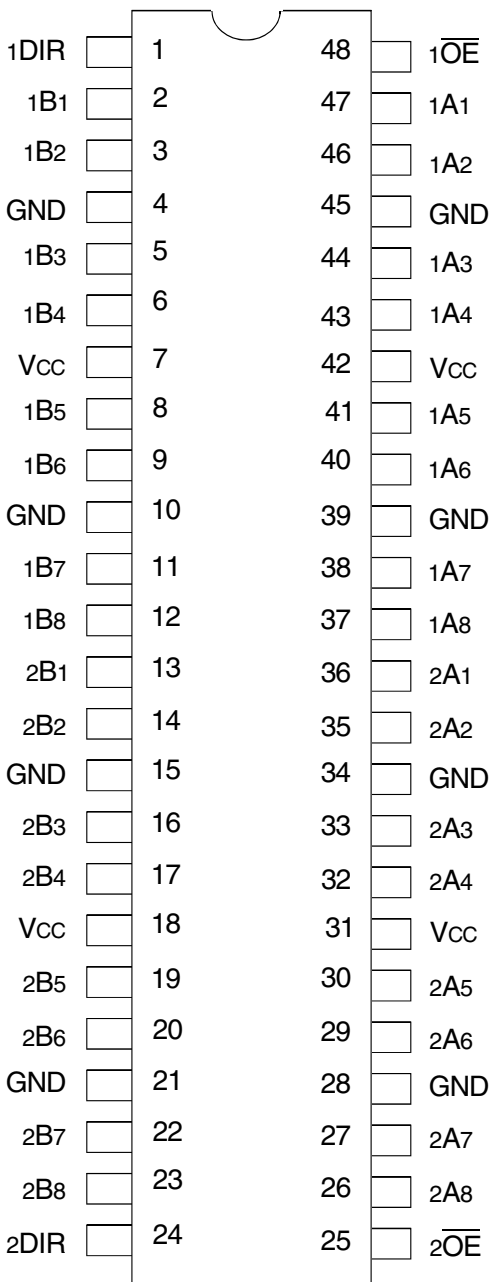 1DIR 1 48 1O̅E̅
1B1 2 47 1A1
1B2 3 46 1A2
GND 4 45 GND
1B3 5 44 1A3
1B4 6 43 1A4
VCC 7 42 VCC
1B5 8 41 1A5
1B6 9 40 1A6
GND 10 39 GND
1B7 11 38 1A7
1B8 12 37 1A8
2B1 13 36 2A1
2B2 14 35 2A2
GND 15 34 GND
2B3 16 33 2A3
2B4 17 32 2A4
VCC 18 31 VCC
2B5 19 30 2A5
2B6 20 29 2A6
GND 21 28 GND
2B7 22 27 2A7
2B8 23 26 2A8
2DIR 24 25 2O̅E̅